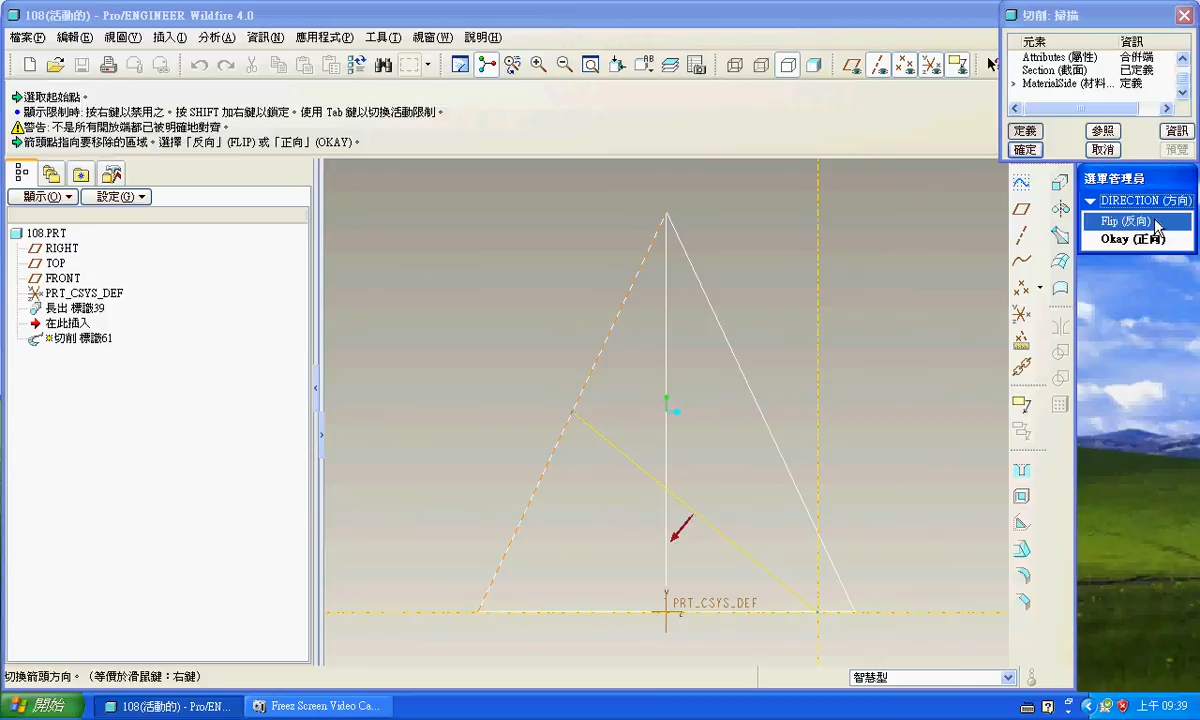 108(活動的) - Pro/ENGINEER Wildfire 4.0
檔案(F) 編輯(E) 視圖(V) 插入(I) 分析(A) 資訊(N) 應用程式(P) 工具(T) 視窗(W) 說明(H)
選取起始點。
顯示限制時: 按右鍵以禁用之。按 SHIFT 加右鍵以鎖定。使用 Tab 鍵以切換活動限制。
警告: 不是所有開放端都已被明確地對齊。
箭頭點指向要移除的區域。選擇「反向」(FLIP) 或「正向」(OKAY)。
切削: 掃描
元素 資訊
Attributes (屬性) 合併端
Section (截面) 已定義
> MaterialSide (材料... 定義
定義 參照 資訊
確定 取消 預覽
選單管理員
DIRECTION (方向)
Flip (反向)
Okay (正向)
顯示(O) 設定(G)
108.PRT
RIGHT
TOP
FRONT
PRT_CSYS_DEF
長出 標識39
在此插入
※切削 標識61
PRT_CSYS_DEF
切換箭頭方向。 (等價於滑鼠鍵：右鍵)
智慧型
開始
108(活動的) - Pro/EN...
Freez Screen Video Ca...
上午 09:39